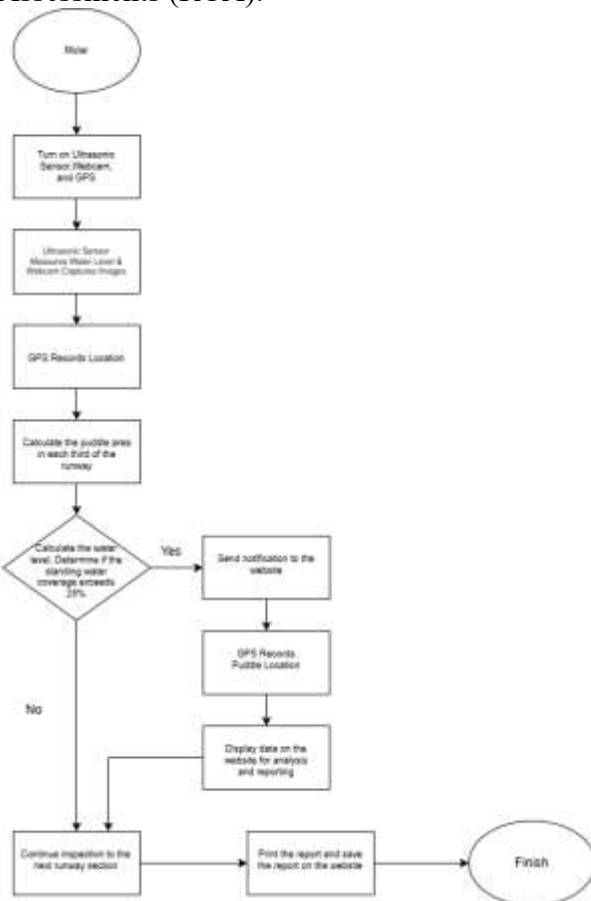 Assessments (RCA).
Mulai
Turn on Ultrasonic
Sensor, Webcam,
and GPS
Ultrasonic Sensor
Measures Water Level &
Webcam Captures Images
GPS Records Location
Calculate the puddle area
in each third of the
runway
Calculate the water
level. Determine if the
standing water
coverage exceeds
25%
Yes
Send notification to the
website
GPS Records
Puddle Location
No
Display data on the
website for analysis
and reporting
Continue inspection to the
next runway section
Print the report and save
the report on the website
Finish